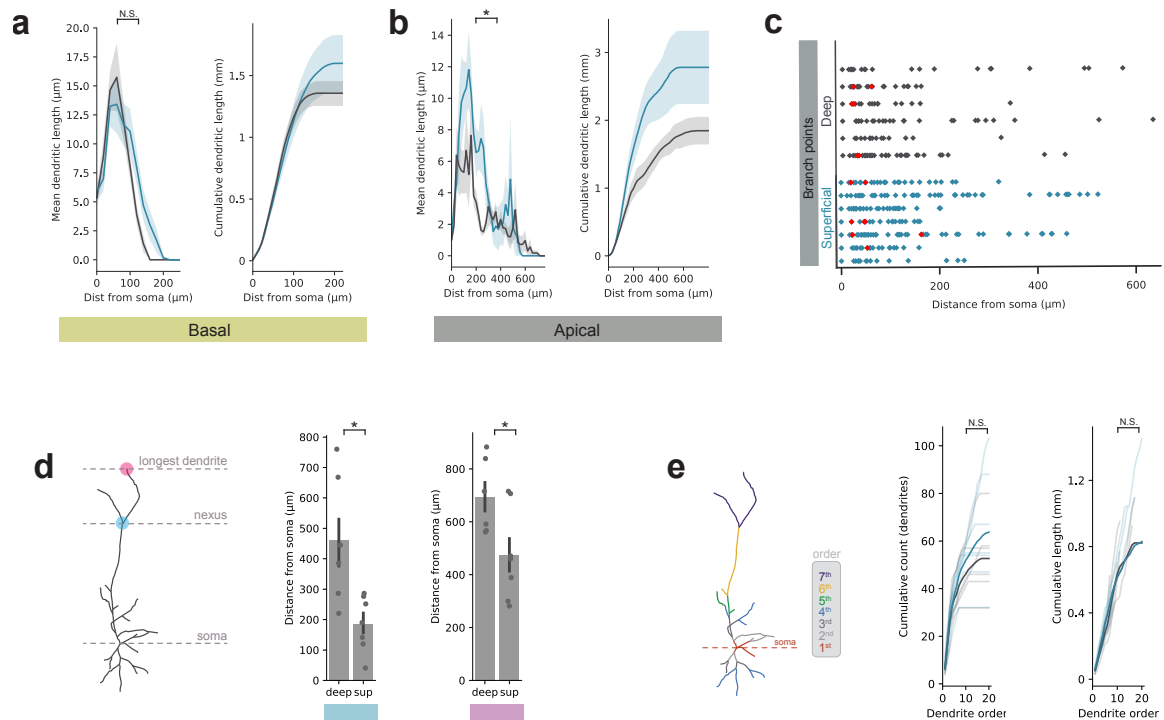 a
N.S.
20.0
17.5
15.0
12.5
10.0
7.5
5.0
2.5
0.0
Mean dendritic length (μm)
0
100
200
Dist from soma (μm)
1.5
1.0
0.5
0
Cumulative dendritic length (mm)
0
100
200
Dist from soma (μm)
Basal
b
*
14
12
10
8
6
4
2
0
Mean dendritic length (μm)
0
200
400
600
Dist from soma (μm)
3
2
1
0
Cumulative dendritic length (mm)
0
200
400
600
Dist from soma (μm)
Apical
c
Branch points
Deep
Superficial
0
200
400
600
Distance from soma (μm)
d
longest dendrite
nexus
soma
*
800
700
600
500
400
300
200
100
0
Distance from soma (μm)
deep sup
*
800
600
400
200
0
Distance from soma (μm)
deep sup
e
soma
order
7th
6th
5th
4th
3rd
2nd
1st
N.S.
100
80
60
40
20
0
Cumulative count (dendrites)
0
10
20
Dendrite order
N.S.
1.2
0.8
0.4
0
Cumulative length (mm)
0
10
20
Dendrite order